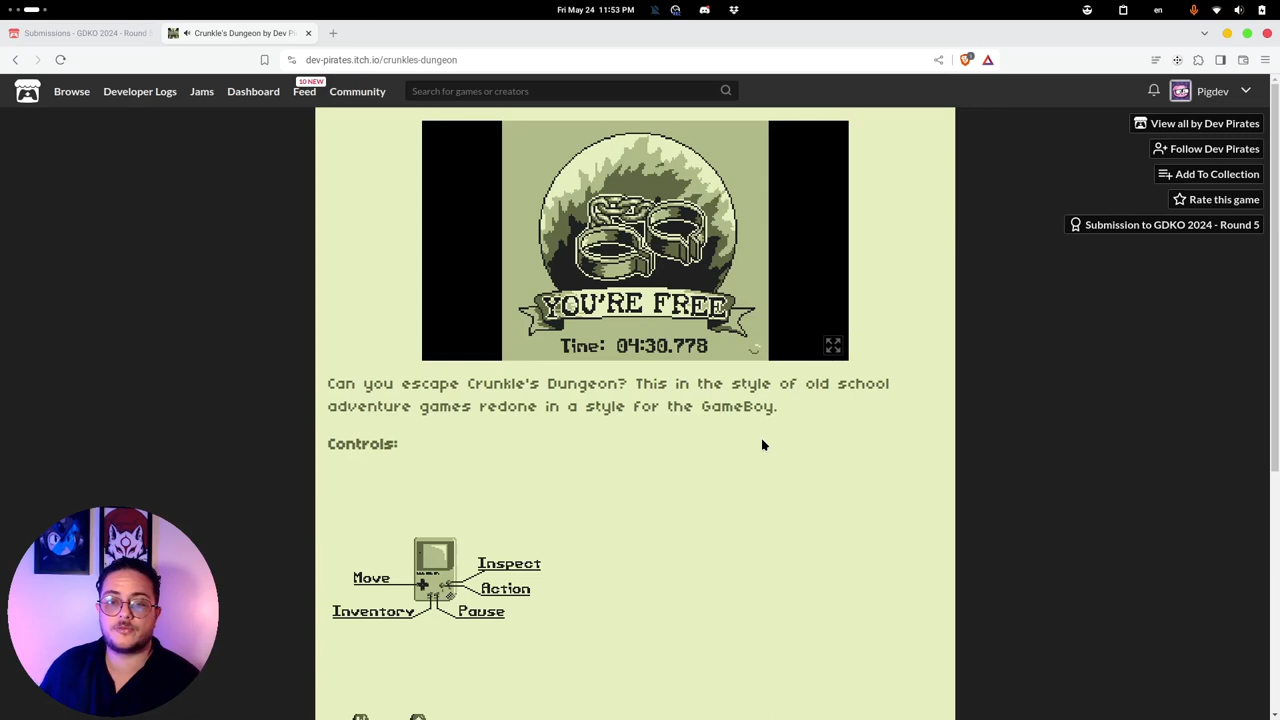 Fri May 24 11:53 PM
en
Submissions - GDKO 2024 - Round 5
Crunkle's Dungeon by Dev Pi
dev-pirates.itch.io/crunkles-dungeon
1
10 NEW
Browse Developer Logs Jams Dashboard Feed Community
Search for games or creators
Pigdev
View all by Dev Pirates
Follow Dev Pirates
Add To Collection
Rate this game
Submission to GDKO 2024 - Round 5
YOU'RE FREE
Time: 04:30.778
Can you escape Crunkle's Dungeon? This in the style of old school
adventure games redone in a style for the GameBoy.
Controls:
Inspect
Move
Action
Inventory
Pause